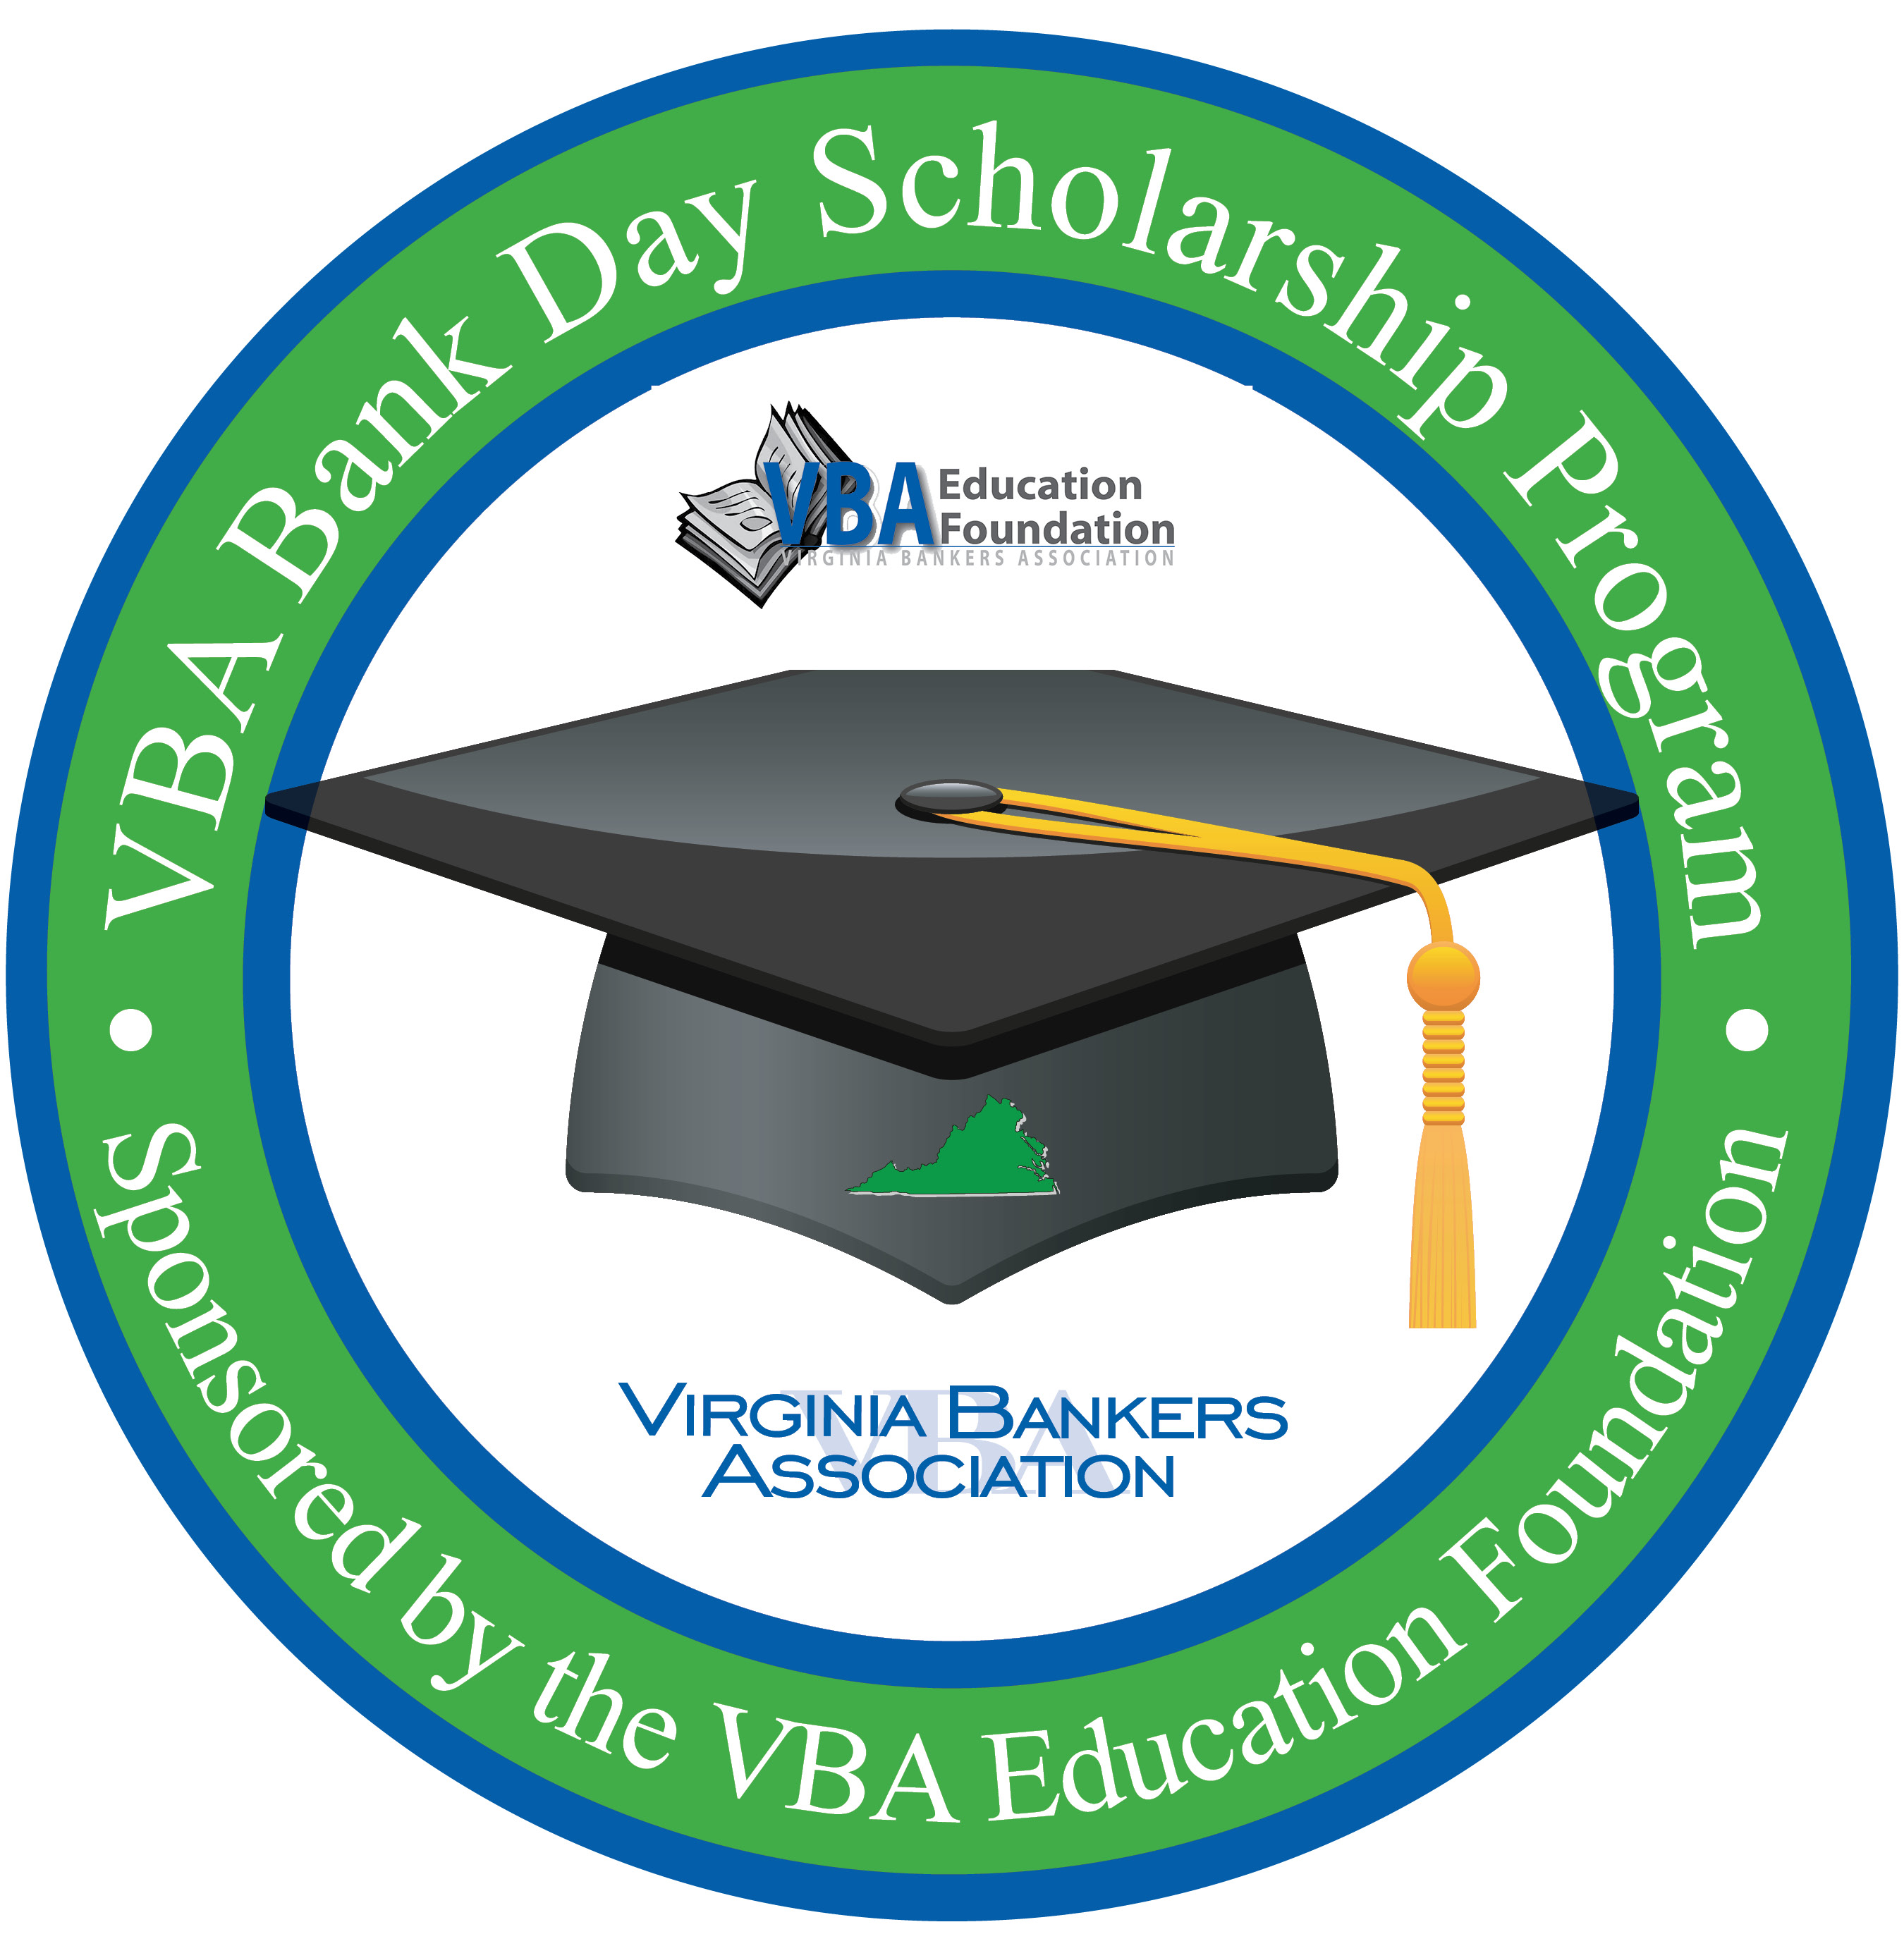 VBA Bank Day Scholarship Program
VBA Education
Foundation
VIRGINIA BANKERS ASSOCIATION
VBA
VIRGINIA BANKERS
ASSOCIATION
• Sponsored by the VBA Education Foundation •